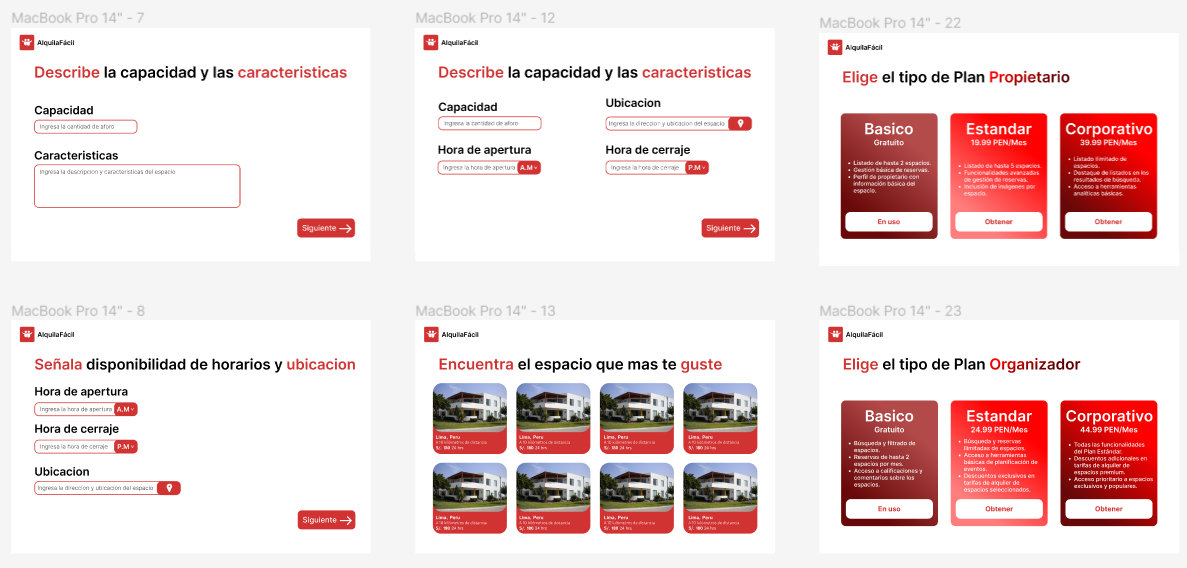 MacBook Pro 14" - 7
AlquilaFácil
Describe la capacidad y las caracteristicas
Capacidad
Ingresa la cantidad de aforo
Caracteristicas
Ingresa la descripcion y caracteristicas del espacio
Siguiente
MacBook Pro 14" - 12
AlquilaFácil
Describe la capacidad y las caracteristicas
Capacidad
Ingresa la cantidad de aforo
Ubicacion
Ingresa la direccion y ubicacion del espacio
Hora de apertura
Ingresa la hora de apertura A.M
Hora de cerraje
Ingresa la hora de cerraje P.M
Siguiente
MacBook Pro 14" - 22
AlquilaFácil
Elige el tipo de Plan Propietario
Basico
Gratuito
Listado de hasta 2 espacios.
Gestión básica de reservas.
Perfil de propietario con
información básica del
espacio.
En uso
Estandar
19.99 PEN/Mes
Listado de hasta 5 espacios.
Funcionalidades avanzadas
de gestión de reservas.
Inclusión de imágenes por
espacio.
Obtener
Corporativo
39.99 PEN/Mes
Listado ilimitado de
espacios.
Destaque de listados en los
resultados de búsqueda.
Acceso a herramientas
analíticas básicas.
Obtener
MacBook Pro 14" - 8
AlquilaFácil
Señala disponibilidad de horarios y ubicacion
Hora de apertura
Ingresa la hora de apertura A.M
Hora de cerraje
Ingresa la hora de cerraje P.M
Ubicacion
Ingresa la direccion y ubicacion del espacio
Siguiente
MacBook Pro 14" - 13
AlquilaFácil
Encuentra el espacio que mas te guste
Lima, Peru
A 10 kilometros de distancia
S/. 180 24 hrs
Lima, Peru
A 10 kilometros de distancia
S/. 180 24 hrs
Lima, Peru
A 10 kilometros de distancia
S/. 180 24 hrs
Lima, Peru
A 10 kilometros de distancia
S/. 180 24 hrs
Lima, Peru
A 10 kilometros de distancia
S/. 180 24 hrs
Lima, Peru
A 10 kilometros de distancia
S/. 180 24 hrs
Lima, Peru
A 10 kilometros de distancia
S/. 180 24 hrs
Lima, Peru
A 10 kilometros de distancia
S/. 180 24 hrs
MacBook Pro 14" - 23
AlquilaFácil
Elige el tipo de Plan Organizador
Basico
Gratuito
Búsqueda y filtrado de
espacios.
Reservas de hasta 2
espacios por mes.
Acceso a calificaciones y
comentarios sobre los
espacios.
En uso
Estandar
24.99 PEN/Mes
Búsqueda y reservas
ilimitadas de espacios.
Acceso a herramientas
básicas de planificación de
eventos.
Descuentos exclusivos en
tarifas de alquiler de
espacios seleccionados.
Obtener
Corporativo
44.99 PEN/Mes
Todas las funcionalidades
del Plan Estándar.
Descuentos adicionales en
tarifas de alquiler de
espacios premium.
Acceso prioritario a espacios
exclusivos y populares.
Obtener